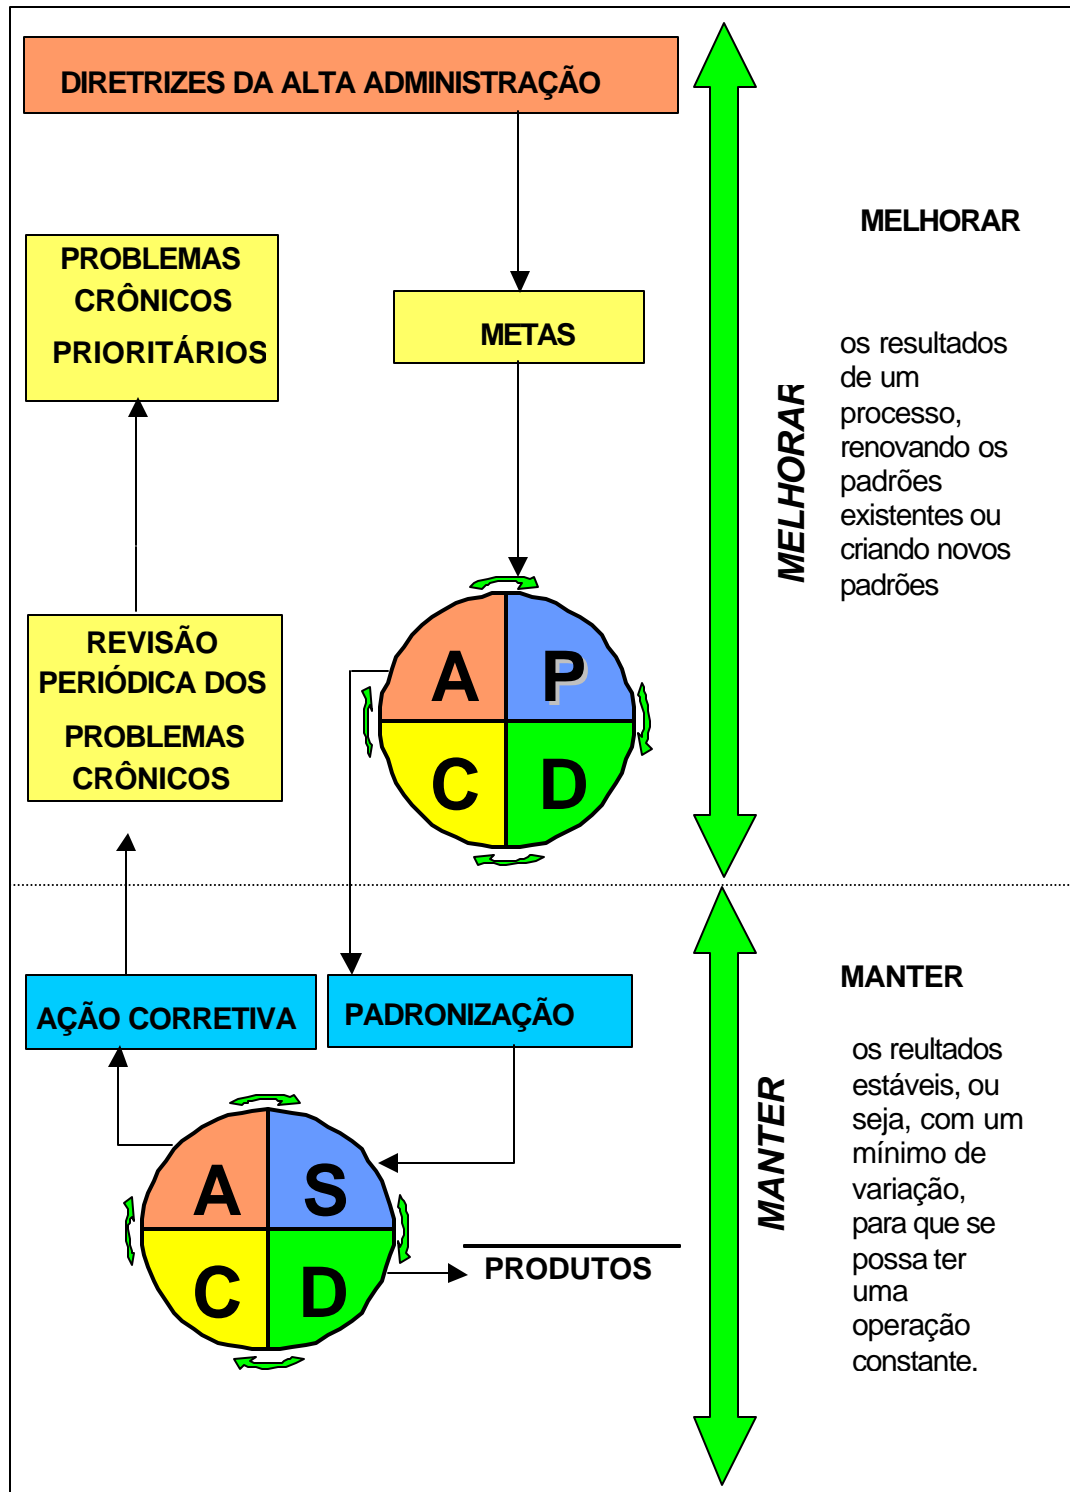 DIRETRIZES DA ALTA ADMINISTRAÇÃO
PROBLEMAS
CRÔNICOS
PRIORITÁRIOS
METAS
REVISÃO
PERIÓDICA DOS
PROBLEMAS
CRÔNICOS
A P
C D
MELHORAR
MELHORAR
os resultados
de um
processo,
renovando os
padrões
existentes ou
criando novos
padrões
AÇÃO CORRETIVA
PADRONIZAÇÃO
A S
C D
PRODUTOS
MANTER
MANTER
os reultados
estáveis, ou
seja, com um
mínimo de
variação,
para que se
possa ter
uma
operação
constante.